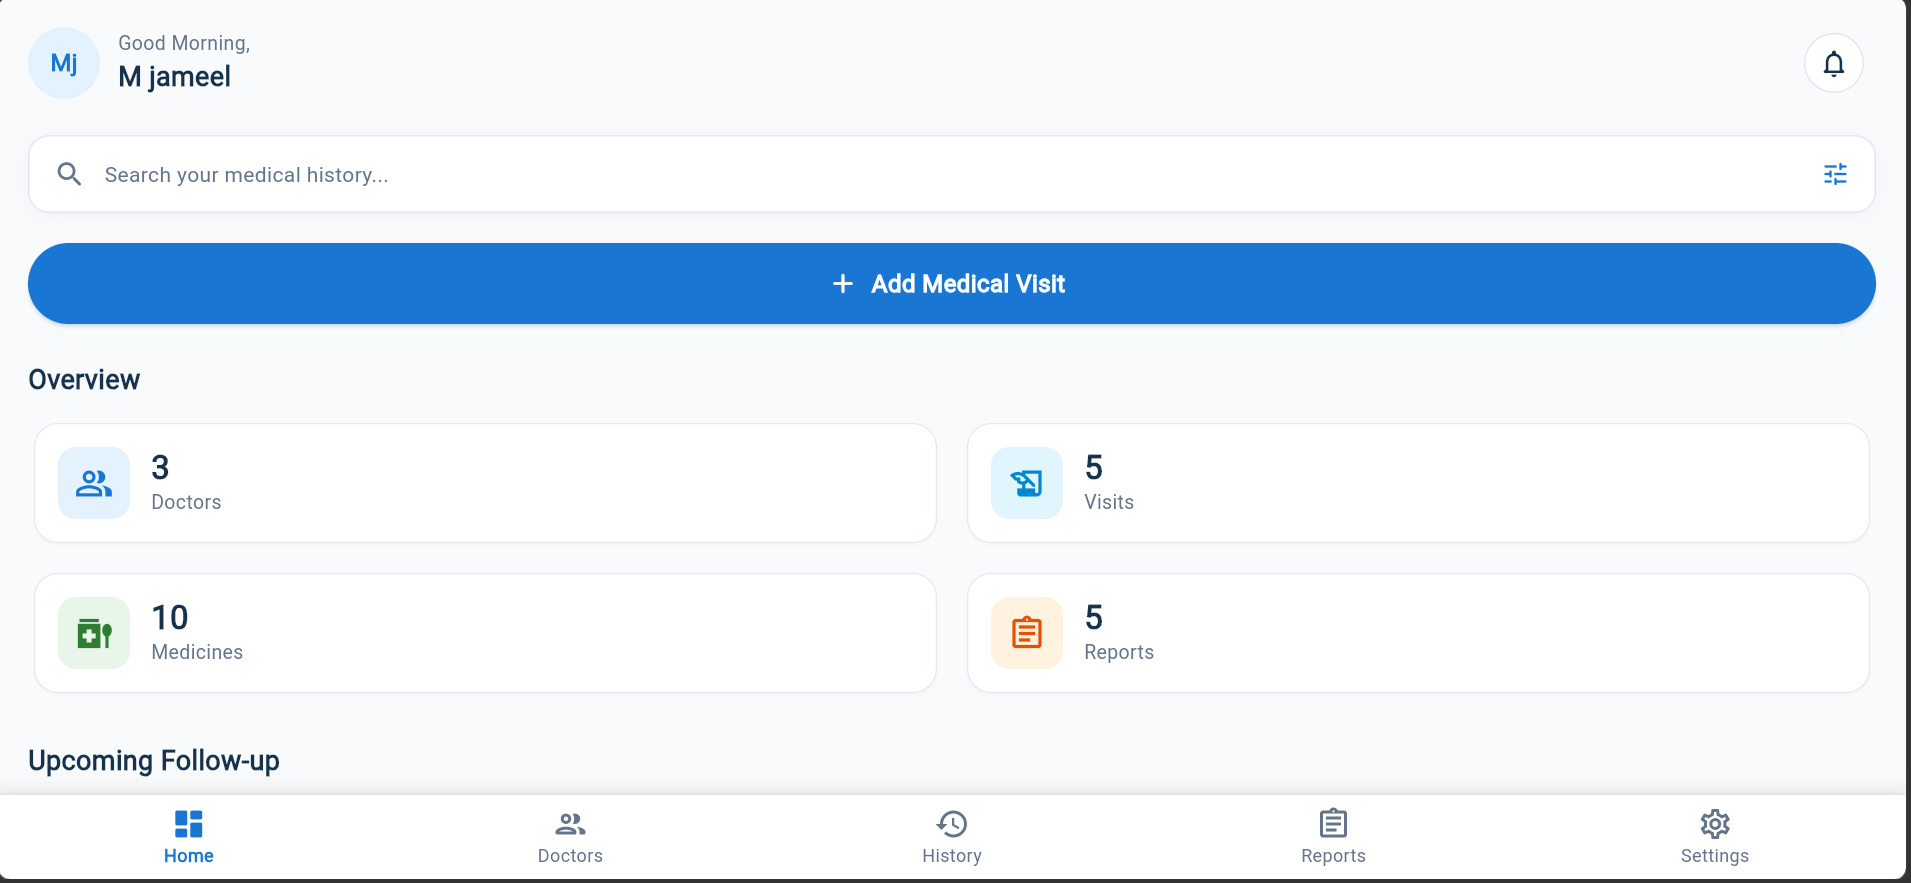 Mj
Good Morning,
M jameel
Search your medical history...
+ Add Medical Visit
Overview
3
Doctors
5
Visits
10
Medicines
5
Reports
Upcoming Follow-up
Home
Doctors
History
Reports
Settings